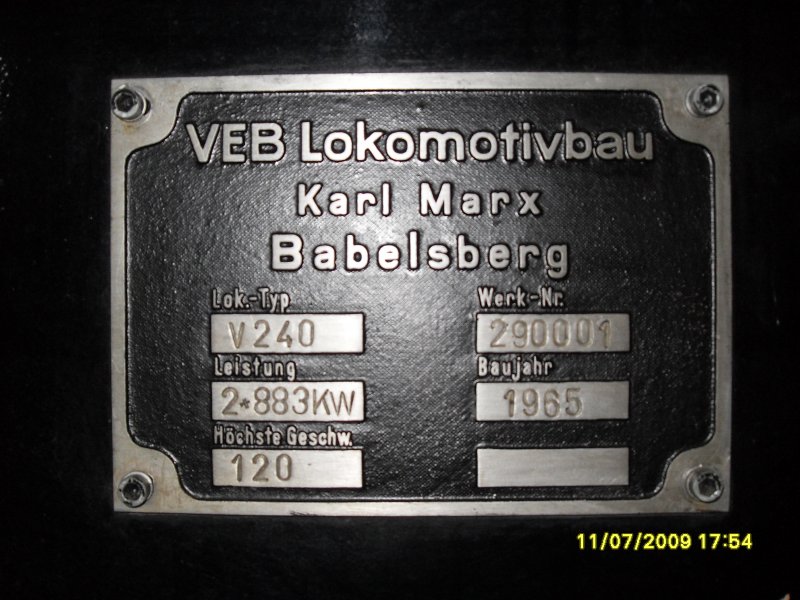 VEB Lokomotivbau
Karl Marx
Babelsberg
Lok.-Typ Werk-Nr.
V240 290001
Leistung Baujahr
2*883KW 1965
Höchste Geschw.
120
11/07/2009 17:54